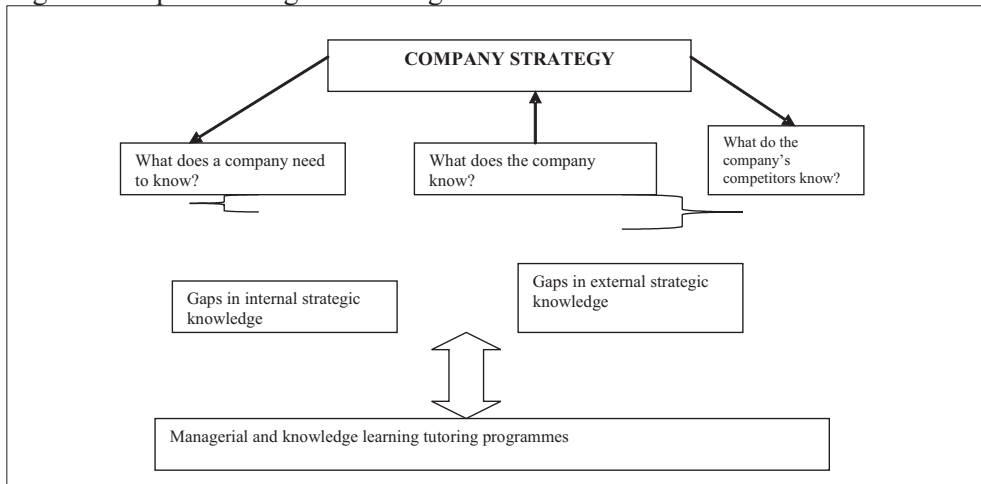 COMPANY STRATEGY
What does a company need
to know?
What does the company
know?
What do the
company’s
competitors know?
Gaps in internal strategic
knowledge
Gaps in external strategic
knowledge
Managerial and knowledge learning tutoring programmes